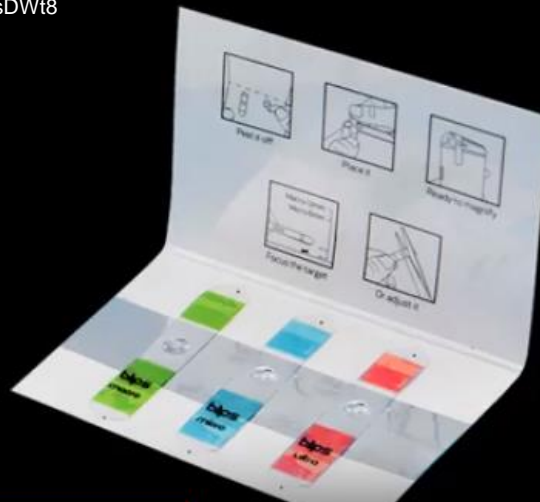 sDWt8
Peel it off
Place it
Ready to magnify
Focus the target
Or adjust it
blips
macro
blips
micro
blips
ultra